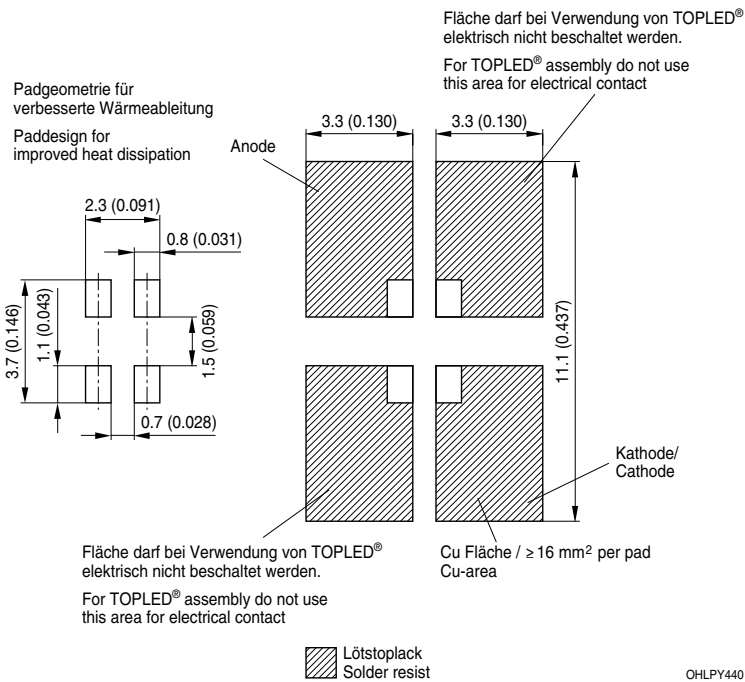 Fläche darf bei Verwendung von TOPLED®
elektrisch nicht beschaltet werden.
For TOPLED® assembly do not use
this area for electrical contact
Padgeometrie für
verbesserte Wärmeableitung
Paddesign for
improved heat dissipation
Anode
3.3 (0.130)
3.3 (0.130)
2.3 (0.091)
0.8 (0.031)
3.7 (0.146)
1.1 (0.043)
1.5 (0.059)
0.7 (0.028)
11.1 (0.437)
Kathode/
Cathode
Fläche darf bei Verwendung von TOPLED®
elektrisch nicht beschaltet werden.
For TOPLED® assembly do not use
this area for electrical contact
Cu Fläche / ≥ 16 mm² per pad
Cu-area
Lötstoplack
Solder resist
OHLPY440